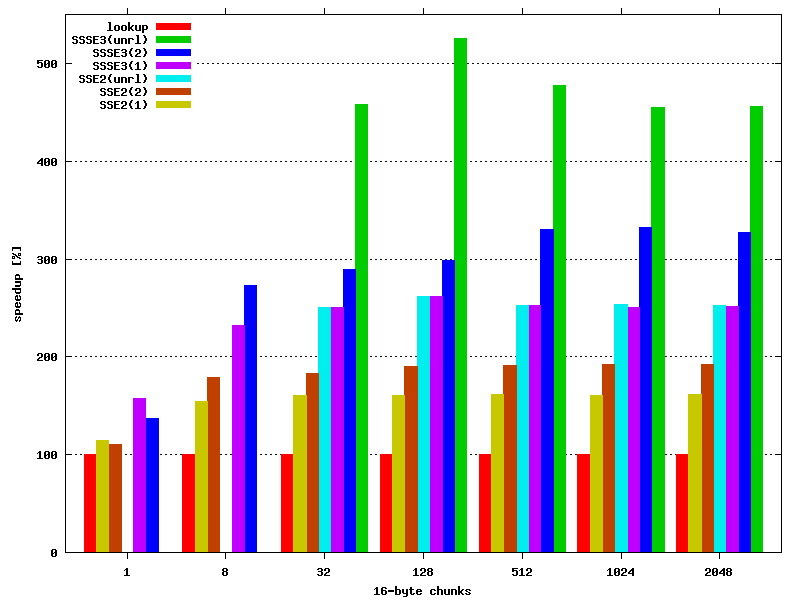 lookup
SSSE3(unrl)
SSSE3(2)
SSSE3(1)
SSE2(unrl)
SSE2(2)
SSE2(1)
500
400
300
200
100
0
speedup [%]
1 8 32 128 512 1024 2048
16-byte chunks